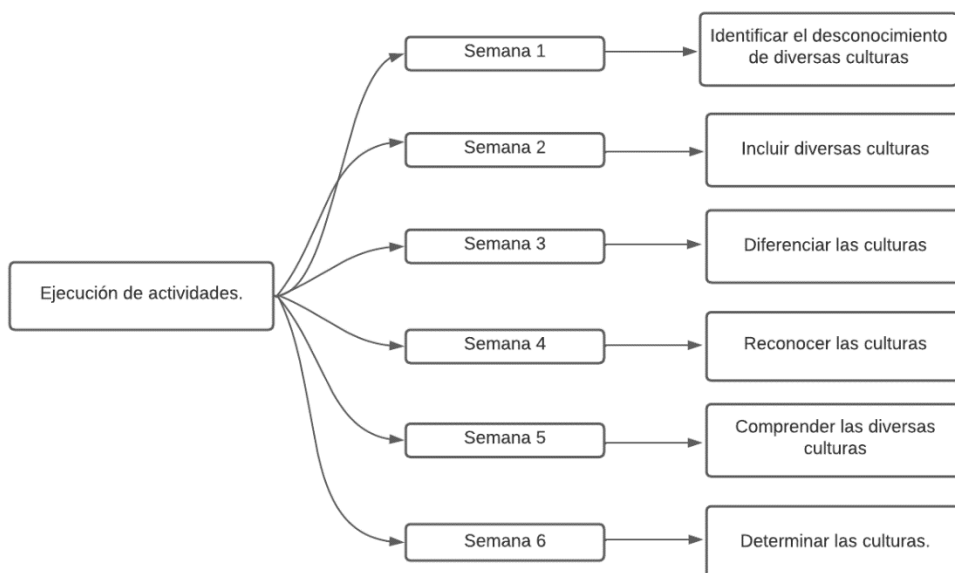 Semana 1
Identificar el desconocimiento
de diversas culturas
Semana 2
Incluir diversas culturas
Semana 3
Diferenciar las culturas
Ejecución de actividades.
Semana 4
Reconocer las culturas
Semana 5
Comprender las diversas
culturas
Semana 6
Determinar las culturas.